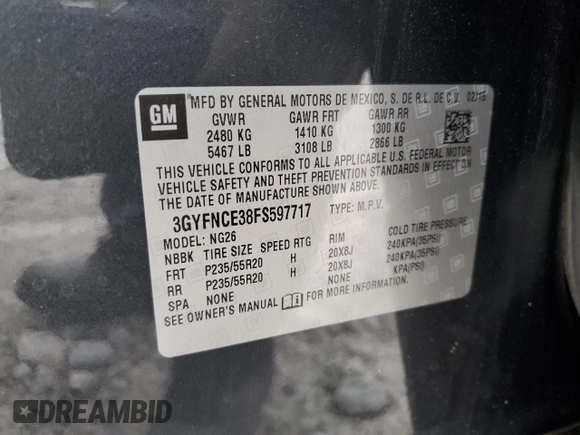 GM
MFD BY GENERAL MOTORS DE MEXICO, S. DE R.L. DE C.V. 02/15
GVWR GAWR FRT GAWR RR
2480 KG 1410 KG 1300 KG
5467 LB 3108 LB 2866 LB
THIS VEHICLE CONFORMS TO ALL APPLICABLE U.S. FEDERAL MOTOR
VEHICLE SAFETY AND THEFT PREVENTION STANDARDS IN EFFECT ON
THE DATE OF MANUFACTURE SHOWN ABOVE.
3GYFNCE38FS597717 TYPE: M.P.V.
MODEL: NG26
NBBK TIRE SIZE SPEED RTG RIM COLD TIRE PRESSURE
FRT P235/55R20 H 20X8J 240KPA(35PSI)
RR P235/55R20 H 20X8J 240KPA(35PSI)
SPA NONE NONE KPA(PSI)
SEE OWNER'S MANUAL FOR MORE INFORMATION.
DREAMBID